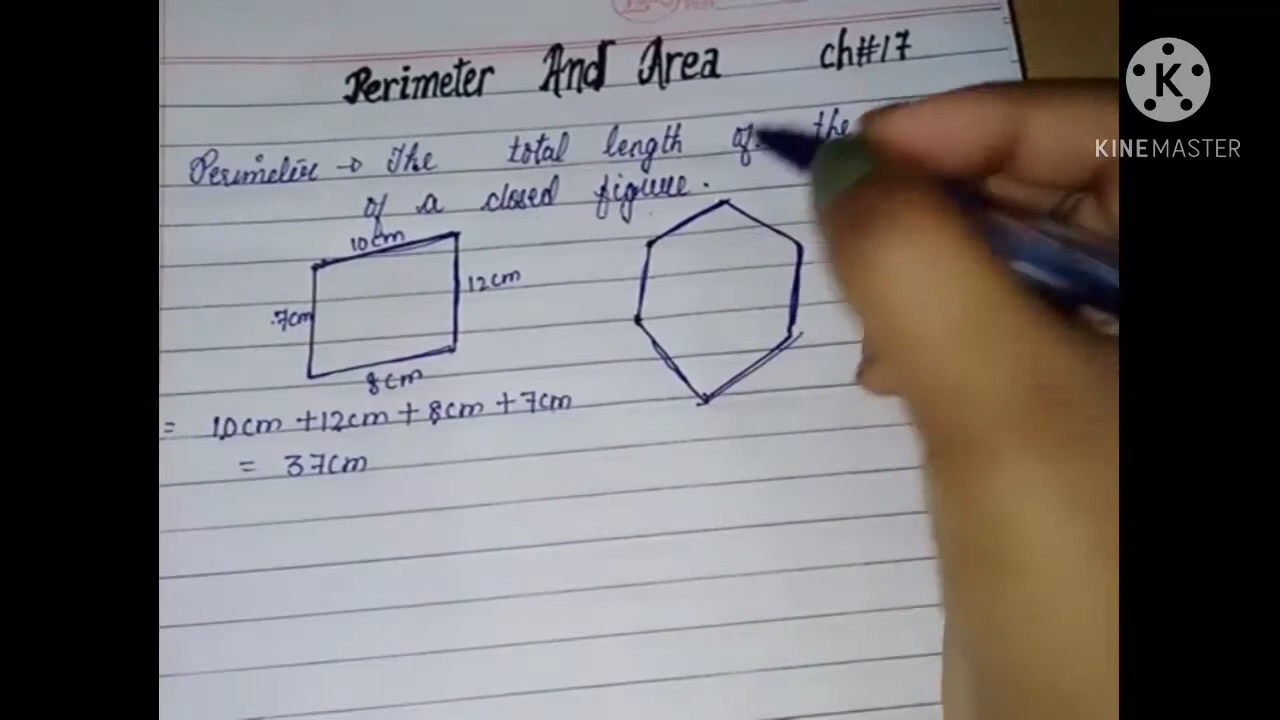 Perimeter And Area ch#17
Perimeter → The total length of the
of a closed figure.
10cm
12cm
7cm
8cm
= 10cm + 12cm + 8cm + 7cm
= 37cm
K
KINEMASTER